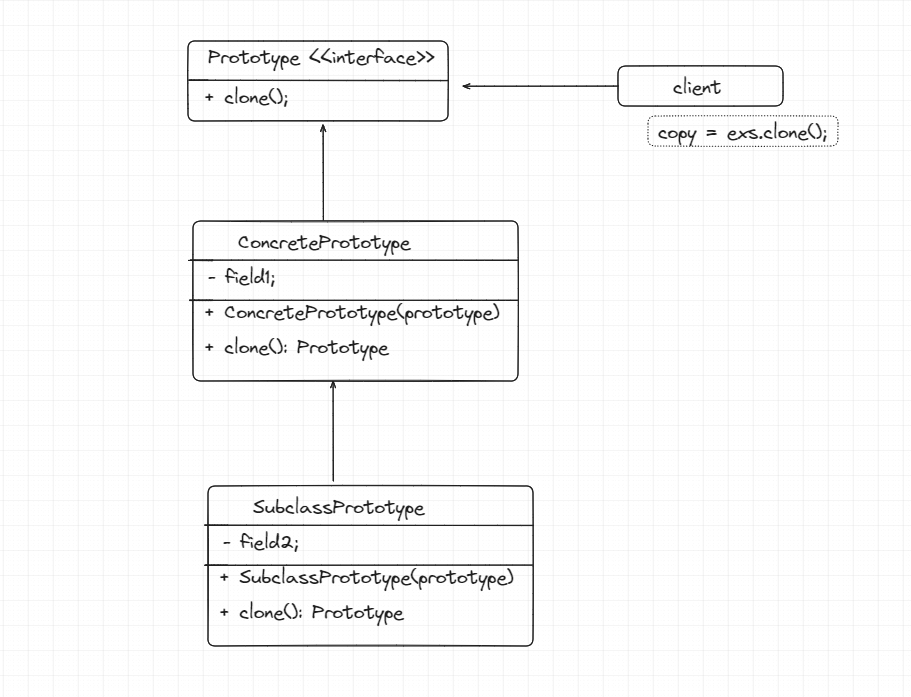 Prototype <<interface>>
+ clone();
client
copy = exs.clone();
ConcretePrototype
- field1;
+ ConcretePrototype(prototype)
+ clone(): Prototype
SubclassPrototype
- field2;
+ SubclassPrototype(prototype)
+ clone(): Prototype